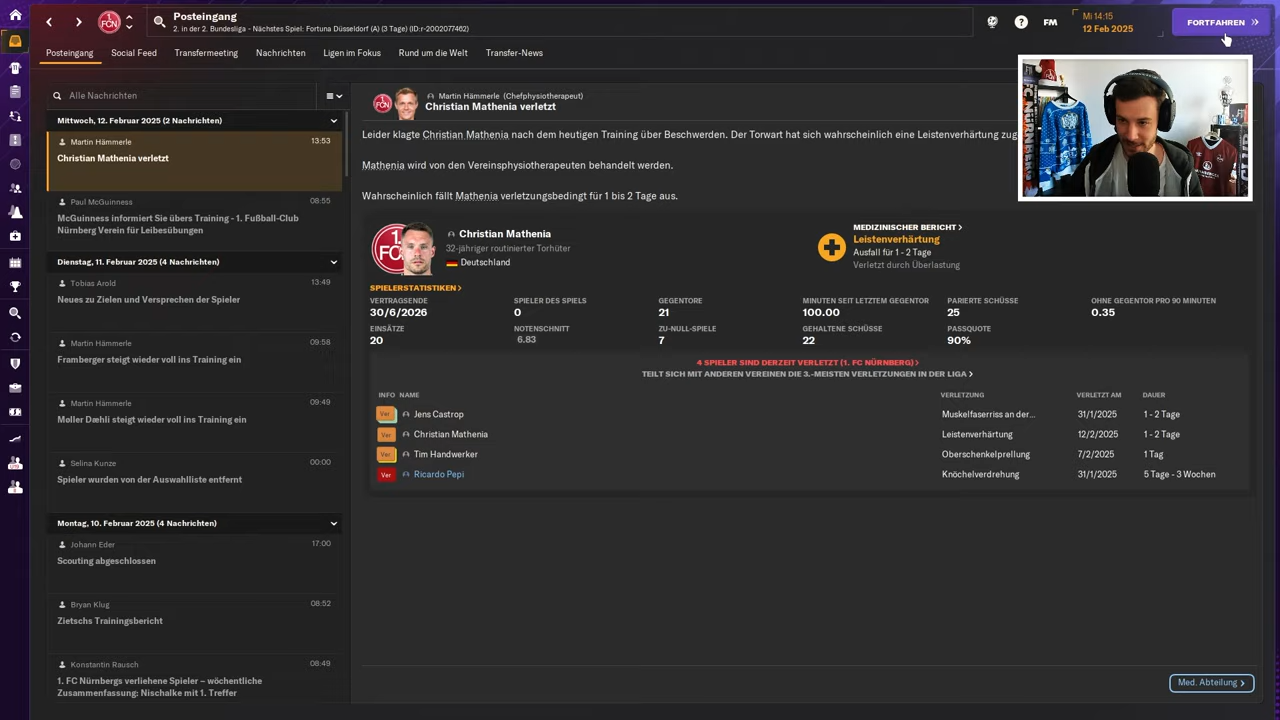 Posteingang
2. in der 2. Bundesliga - Nächstes Spiel: Fortuna Düsseldorf (A) (3 Tage) (ID:r-2002077462)
FM
Mi 14:15
12 Feb 2025
FORTFAHREN
Posteingang
Social Feed
Transfermeeting
Nachrichten
Ligen im Fokus
Rund um die Welt
Transfer-News
Alle Nachrichten
Mittwoch, 12. Februar 2025 (2 Nachrichten)
Martin Hämmerle
13:53
Christian Mathenia verletzt
Paul McGuinness
08:55
McGuinness informiert Sie übers Training - 1. Fußball-Club
Nürnberg Verein für Leibesübungen
Dienstag, 11. Februar 2025 (4 Nachrichten)
Tobias Arold
13:49
Neues zu Zielen und Versprechen der Spieler
Martin Hämmerle
09:58
Framberger steigt wieder voll ins Training ein
Martin Hämmerle
09:49
Møller Dæhli steigt wieder voll ins Training ein
Selina Kunze
00:00
Spieler wurden von der Auswahlliste entfernt
Montag, 10. Februar 2025 (4 Nachrichten)
Johann Eder
17:00
Scouting abgeschlossen
Bryan Klug
08:52
Zietschs Trainingsbericht
Konstantin Rausch
08:49
1. FC Nürnbergs verliehene Spieler – wöchentliche
Zusammenfassung: Nischalke mit 1. Treffer
Martin Hämmerle (Chefphysiotherapeut)
Christian Mathenia verletzt
Leider klagte Christian Mathenia nach dem heutigen Training über Beschwerden. Der Torwart hat sich wahrscheinlich eine Leistenverhärtung zug
Mathenia wird von den Vereinsphysiotherapeuten behandelt werden.
Wahrscheinlich fällt Mathenia verletzungsbedingt für 1 bis 2 Tage aus.
Christian Mathenia
32-jähriger routinierter Torhüter
Deutschland
MEDIZINISCHER BERICHT
Leistenverhärtung
Ausfall für 1 - 2 Tage
Verletzt durch Überlastung
SPIELERSTATISTIKEN
VERTRAGSENDE
SPIELER DES SPIELS
GEGENTORE
MINUTEN SEIT LETZTEM GEGENTOR
PARIERTE SCHÜSSE
OHNE GEGENTOR PRO 90 MINUTEN
30/6/2026
0
21
100.00
25
0.35
EINSÄTZE
NOTENSCHNITT
ZU-NULL-SPIELE
GEHALTENE SCHÜSSE
PASSQUOTE
20
6.83
7
22
90%
4 SPIELER SIND DERZEIT VERLETZT (1. FC NÜRNBERG)
TEILT SICH MIT ANDEREN VEREINEN DIE 3.-MEISTEN VERLETZUNGEN IN DER LIGA
INFO
NAME
VERLETZUNG
VERLETZT AM
DAUER
Ver
Jens Castrop
Muskelfaserriss an der...
31/1/2025
1 - 2 Tage
Ver
Christian Mathenia
Leistenverhärtung
12/2/2025
1 - 2 Tage
Ver
Tim Handwerker
Oberschenkelprellung
7/2/2025
1 Tag
Ver
Ricardo Pepi
Knöchelverdrehung
31/1/2025
5 Tage - 3 Wochen
Med. Abteilung